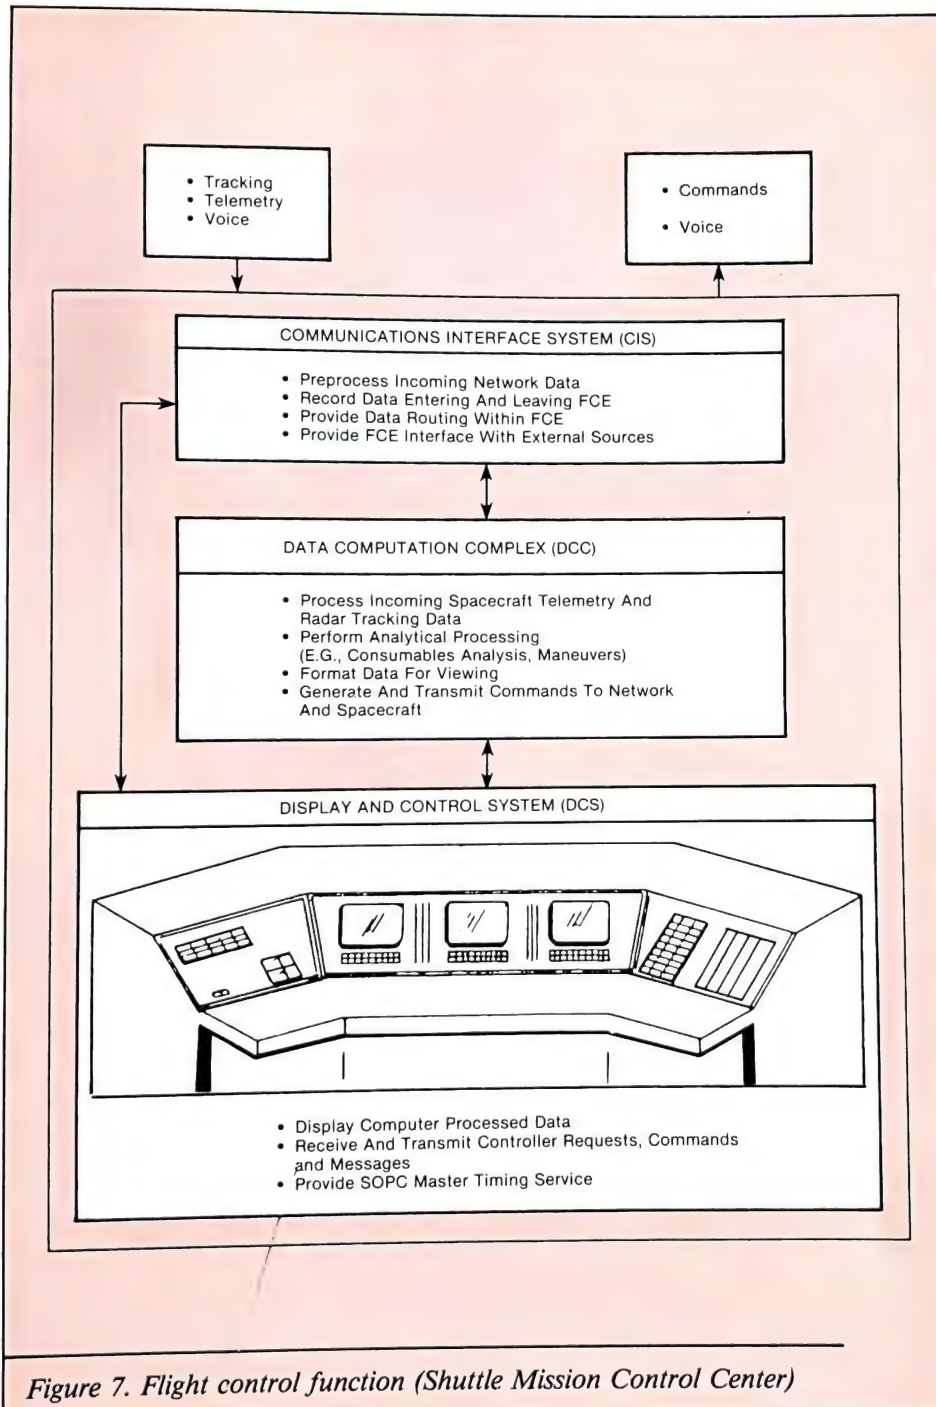 • Tracking
• Telemetry
• Voice
• Commands
• Voice
COMMUNICATIONS INTERFACE SYSTEM (CIS)
• Preprocess Incoming Network Data
• Record Data Entering And Leaving FCE
• Provide Data Routing Within FCE
• Provide FCE Interface With External Sources
DATA COMPUTATION COMPLEX (DCC)
• Process Incoming Spacecraft Telemetry And
Radar Tracking Data
• Perform Analytical Processing
(E.G., Consumables Analysis, Maneuvers)
• Format Data For Viewing
• Generate And Transmit Commands To Network
And Spacecraft
DISPLAY AND CONTROL SYSTEM (DCS)
• Display Computer Processed Data
• Receive And Transmit Controller Requests, Commands
and Messages
• Provide SOPC Master Timing Service
Figure 7. Flight control function (Shuttle Mission Control Center)